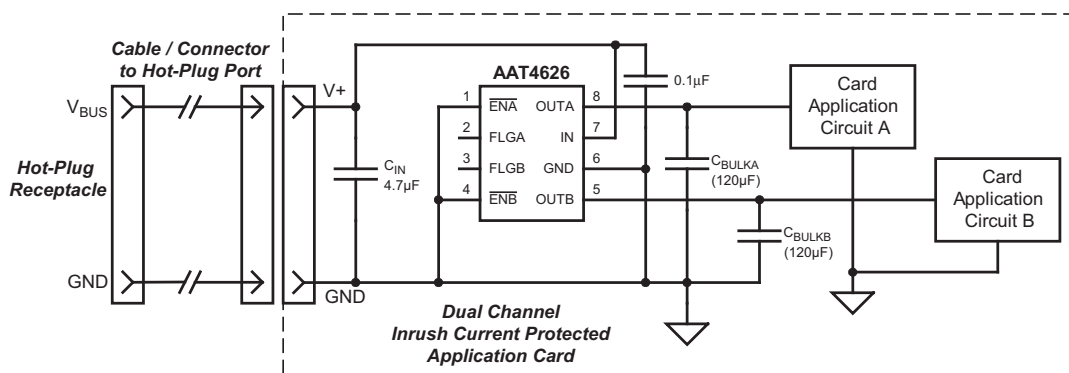 Cable / Connector
to Hot-Plug Port
VBUS
Hot-Plug
Receptacle
GND
V+
CIN
4.7µF
GND
AAT4626
0.1µF
1
ENA
OUTA
8
2
FLGA
IN
7
3
FLGB
GND
6
4
ENB
OUTB
5
CBULKA
(120µF)
CBULKB
(120µF)
Card
Application
Circuit A
Card
Application
Circuit B
Dual Channel
Inrush Current Protected
Application Card